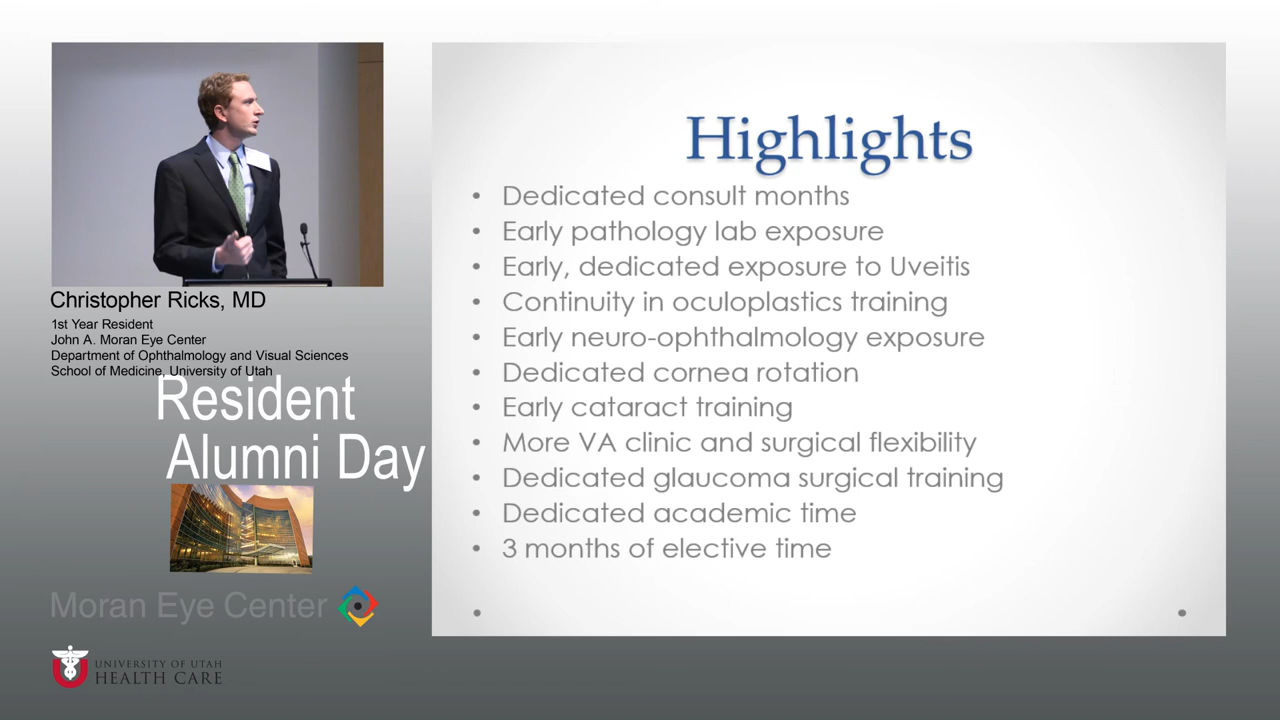 Christopher Ricks, MD
1st Year Resident
John A. Moran Eye Center
Department of Ophthalmology and Visual Sciences
School of Medicine, University of Utah
Resident
Alumni Day
Moran Eye Center
UNIVERSITY OF UTAH
HEALTH CARE
Highlights
• Dedicated consult months
• Early pathology lab exposure
• Early, dedicated exposure to Uveitis
• Continuity in oculoplastics training
• Early neuro-ophthalmology exposure
• Dedicated cornea rotation
• Early cataract training
• More VA clinic and surgical flexibility
• Dedicated glaucoma surgical training
• Dedicated academic time
• 3 months of elective time